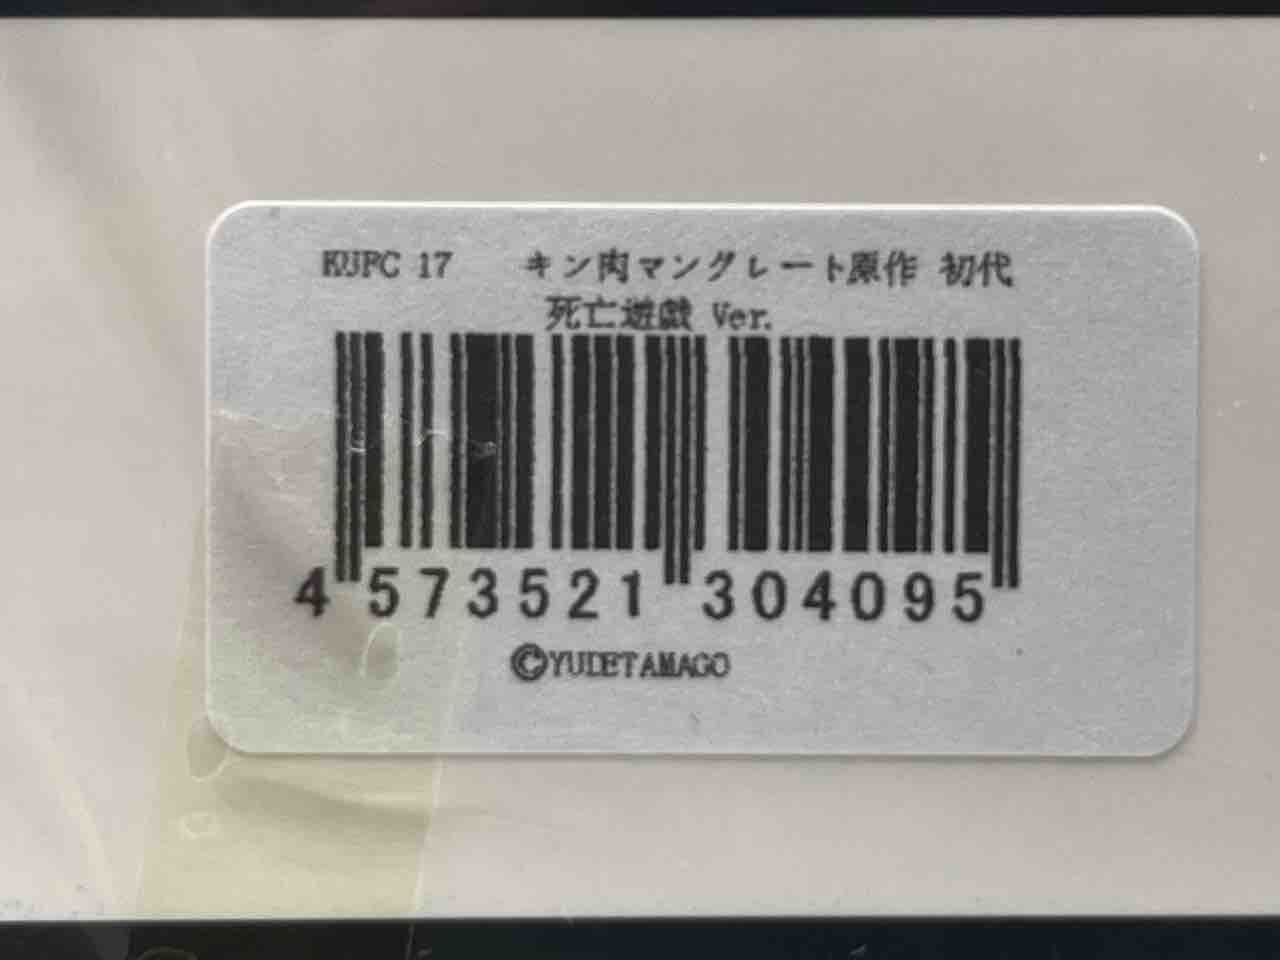 KUPC 17 キン肉マングレート原作 初代
死亡遊戯 Ver.
4 573521 304095
©YUDETAMAGO